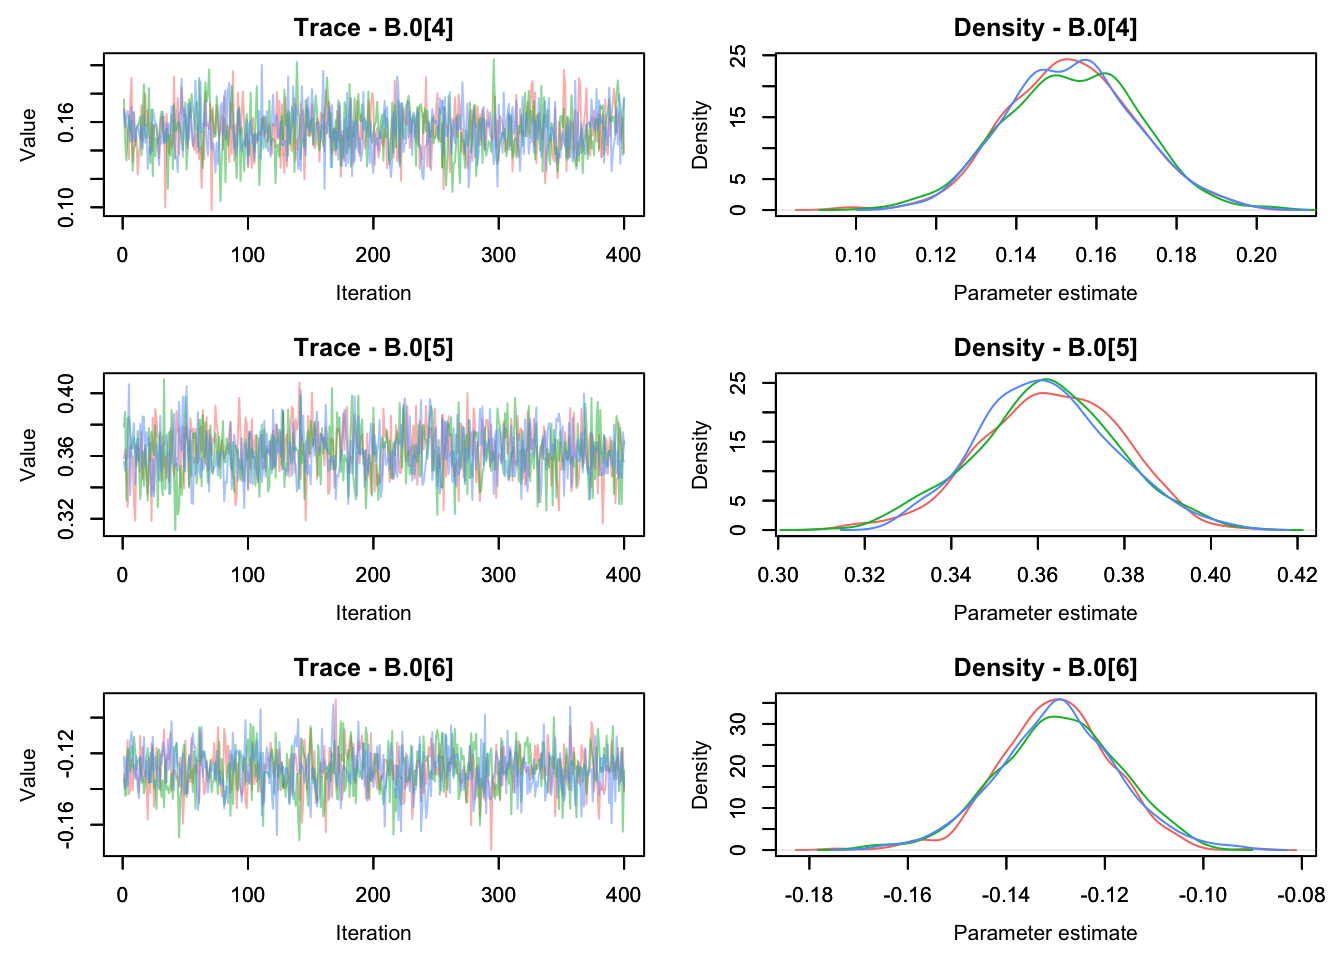 Trace - B.0[4]
Value
0.16
0.10
0 100 200 300 400
Iteration
Density - B.0[4]
Density
25
15
5
0
0.10 0.12 0.14 0.16 0.18 0.20
Parameter estimate
Trace - B.0[5]
Value
0.40
0.36
0.32
0 100 200 300 400
Iteration
Density - B.0[5]
Density
25
15
5
0
0.30 0.32 0.34 0.36 0.38 0.40 0.42
Parameter estimate
Trace - B.0[6]
Value
-0.12
-0.16
0 100 200 300 400
Iteration
Density - B.0[6]
Density
30
20
10
0
-0.18 -0.16 -0.14 -0.12 -0.10 -0.08
Parameter estimate